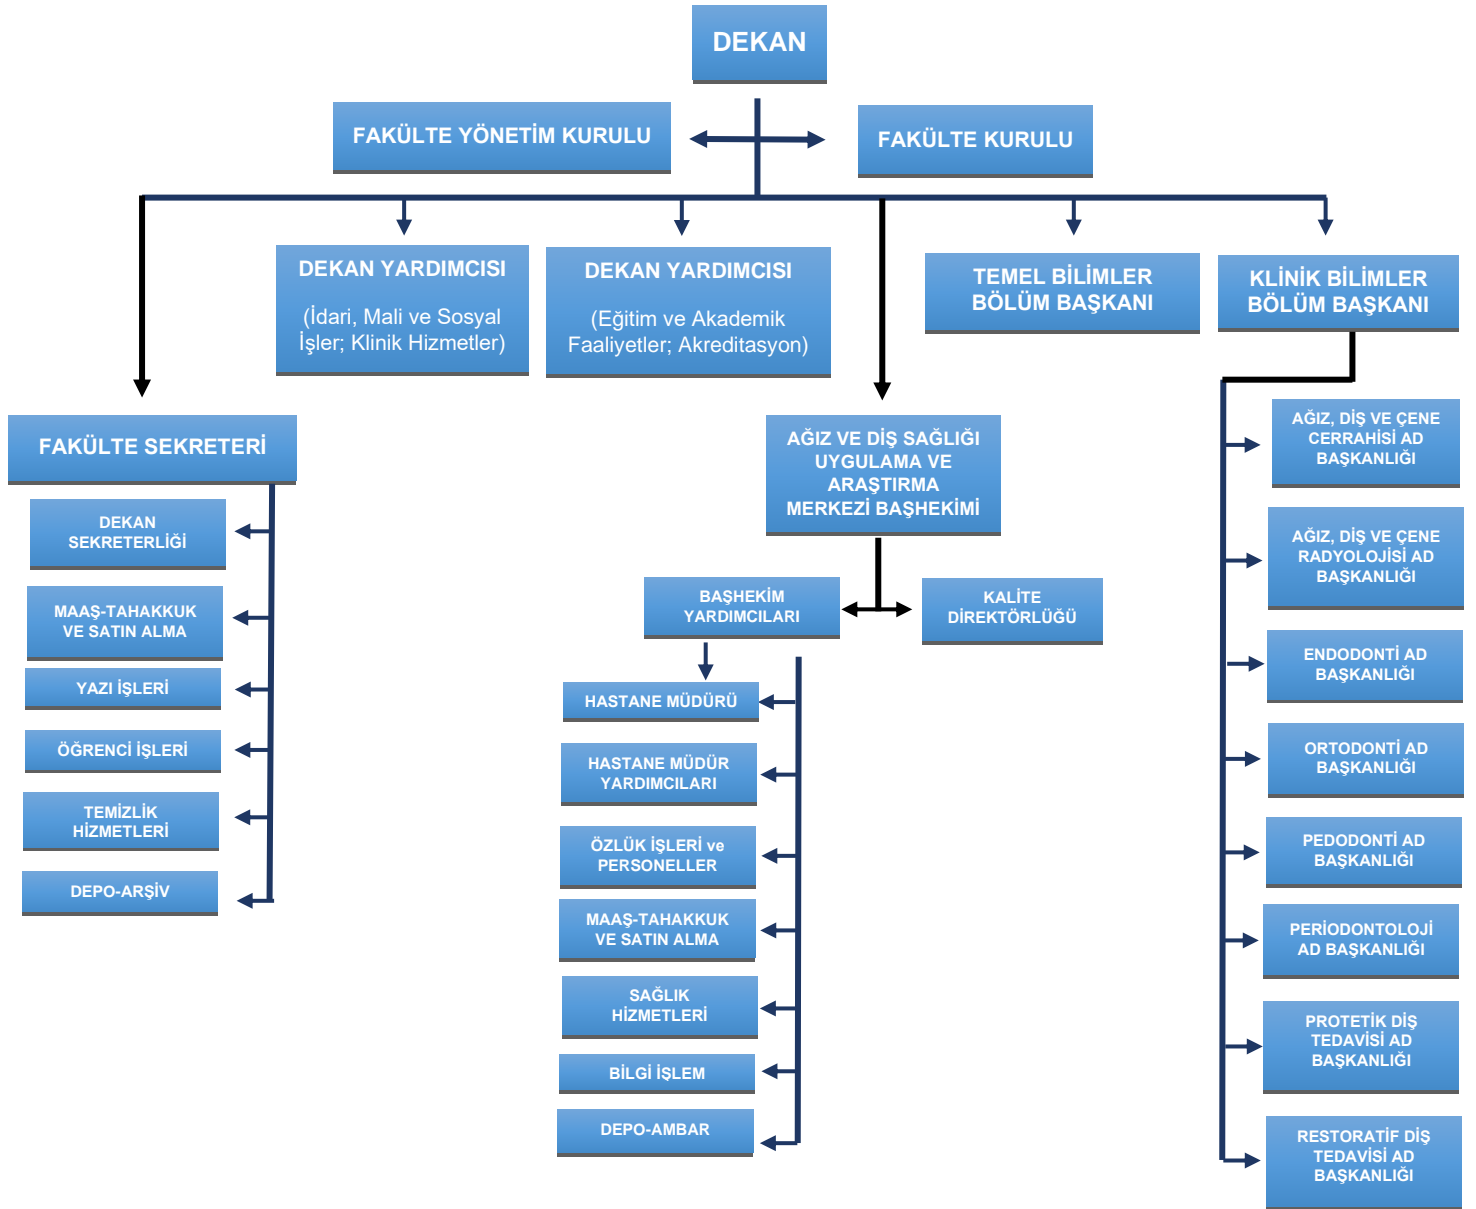 DEKAN
FAKÜLTE YÖNETİM KURULU
FAKÜLTE KURULU
DEKAN YARDIMCISI
(İdari, Mali ve Sosyal
İşler; Klinik Hizmetler)
DEKAN YARDIMCISI
(Eğitim ve Akademik
Faaliyetler; Akreditasyon)
TEMEL BİLİMLER
BÖLÜM BAŞKANI
KLİNİK BİLİMLER
BÖLÜM BAŞKANI
FAKÜLTE SEKRETERİ
DEKAN
SEKRETERLİĞİ
MAAŞ-TAHAKKUK
VE SATIN ALMA
YAZI İŞLERİ
ÖĞRENCİ İŞLERİ
TEMİZLİK
HİZMETLERİ
DEPO-ARŞİV
AĞIZ VE DİŞ SAĞLIĞI
UYGULAMA VE
ARAŞTIRMA
MERKEZİ BAŞHEKİMİ
BAŞHEKİM
YARDIMCILARI
KALİTE
DİREKTÖRLÜĞÜ
HASTANE MÜDÜRÜ
HASTANE MÜDÜR
YARDIMCILARI
ÖZLÜK İŞLERİ ve
PERSONELLER
MAAŞ-TAHAKKUK
VE SATIN ALMA
SAĞLIK
HİZMETLERİ
BİLGİ İŞLEM
DEPO-AMBAR
AĞIZ, DİŞ VE ÇENE
CERRAHİSİ AD
BAŞKANLIĞI
AĞIZ, DİŞ VE ÇENE
RADYOLOJİSİ AD
BAŞKANLIĞI
ENDODONTİ AD
BAŞKANLIĞI
ORTODONTİ AD
BAŞKANLIĞI
PEDODONTİ AD
BAŞKANLIĞI
PERİODONTOLOJİ
AD BAŞKANLIĞI
PROTETİK DİŞ
TEDAVİSİ AD
BAŞKANLIĞI
RESTORATİF DİŞ
TEDAVİSİ AD
BAŞKANLIĞI